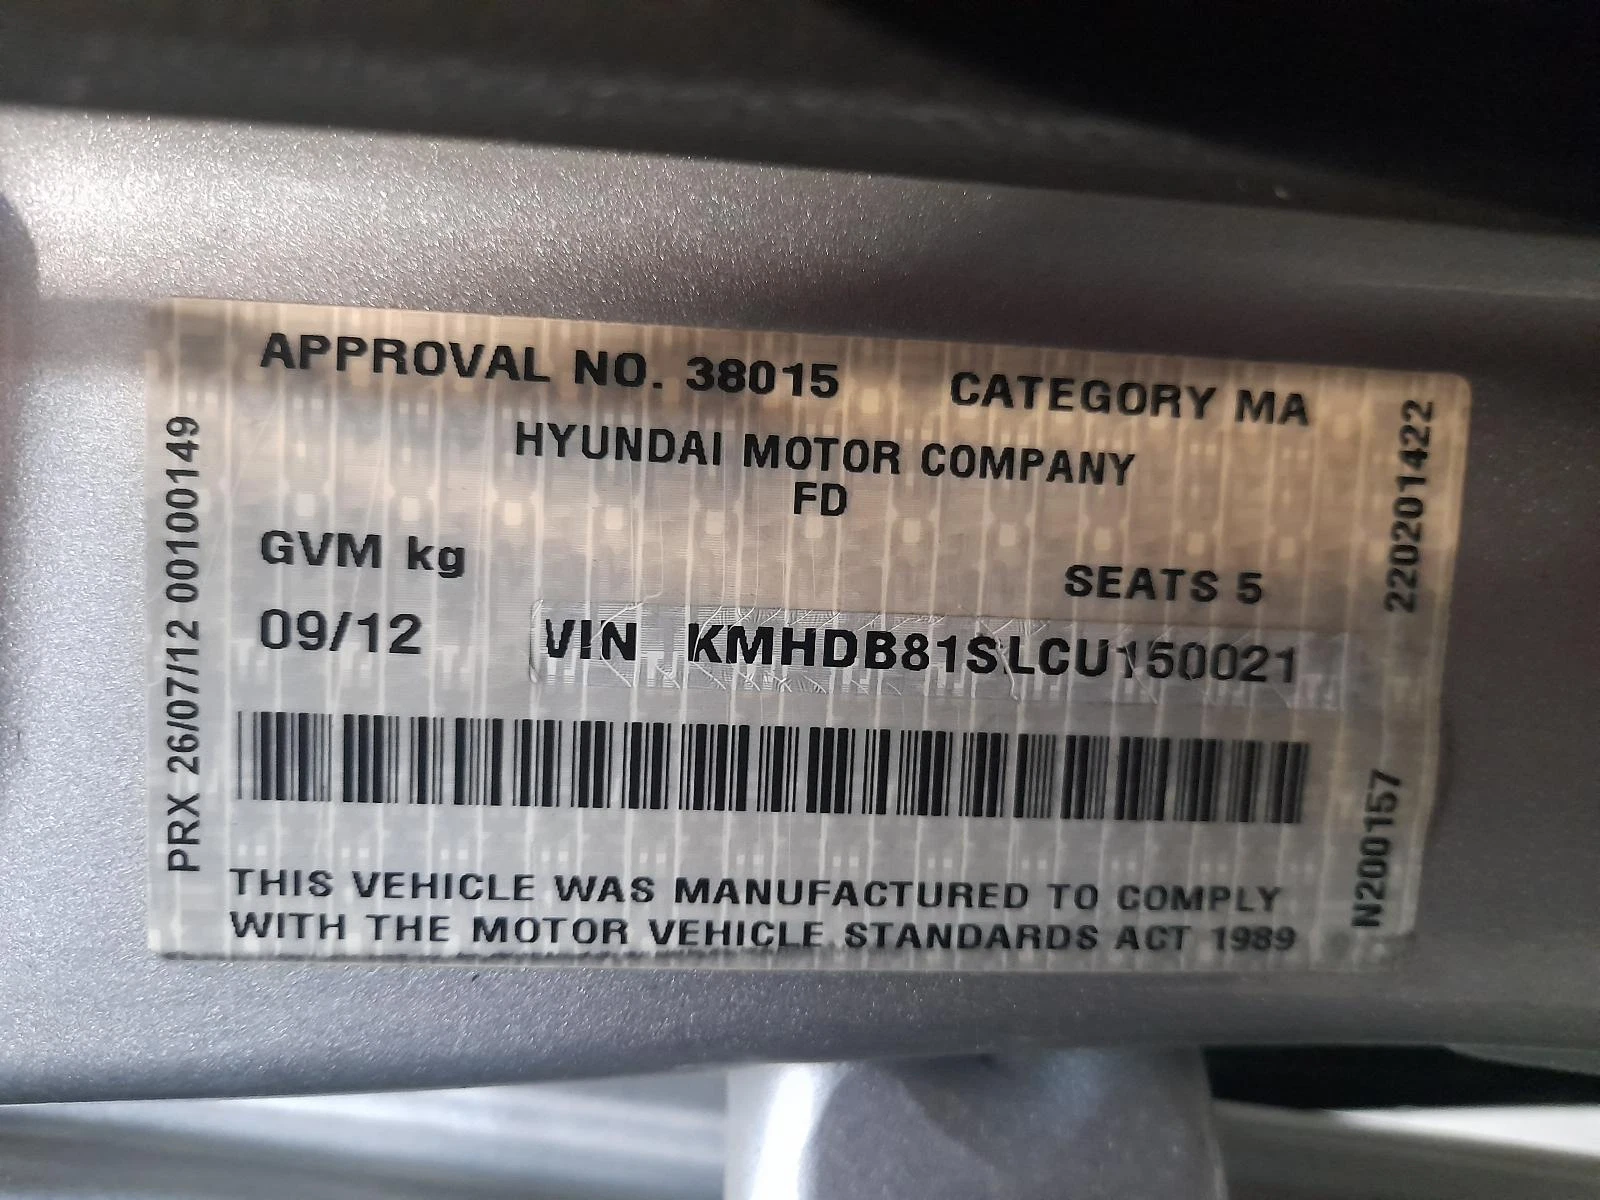 APPROVAL NO. 38015 CATEGORY MA
HYUNDAI MOTOR COMPANY
FD
GVM kg SEATS 5
09/12 VIN KMHDB81SLCU150021
THIS VEHICLE WAS MANUFACTURED TO COMPLY
WITH THE MOTOR VEHICLE STANDARDS ACT 1989
PRX 26/07/12 00100149
N200157 220201422